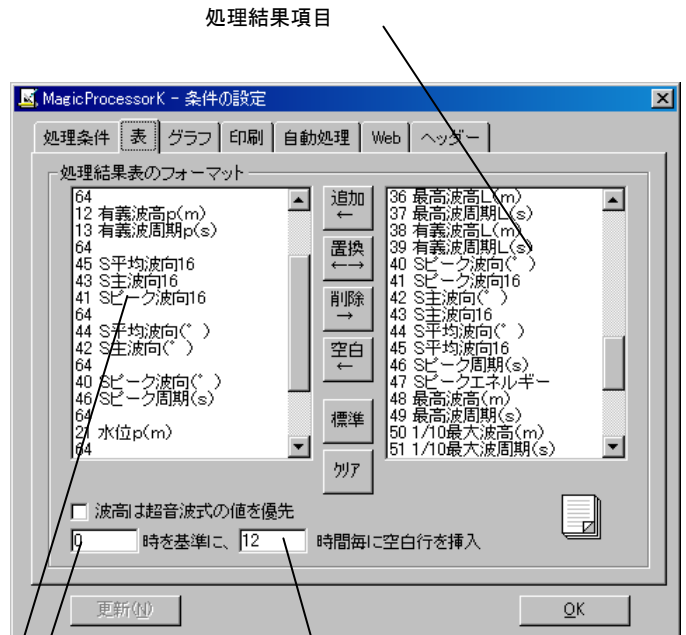 処理結果項目
MagicProcessorK - 条件の設定
処理条件 表 グラフ 印刷 自動処理 Web ヘッダー
処理結果表のフォーマット
64
12 有義波高p(m)
13 有義波周期p(s)
64
45 S平均波向16
43 S主波向16
41 Sピーク波向16
64
44 S平均波向(ﾟ)
42 S主波向(ﾟ)
64
40 Sピーク波向(ﾟ)
46 Sピーク周期(s)
64
21 水位p(m)
64
追加
←
置換
←→
削除
→
空白
←
標準
クリア
36 最高波高L(m)
37 最高波周期L(s)
38 有義波高L(m)
39 有義波周期L(s)
40 Sピーク波向(ﾟ)
41 Sピーク波向16
42 S主波向(ﾟ)
43 S主波向16
44 S平均波向(ﾟ)
45 S平均波向16
46 Sピーク周期(s)
47 Sピークエネルギー
48 最高波高(m)
49 最高波周期(s)
50 1/10最大波高(m)
51 1/10最大波周期(s)
波高は超音波式の値を優先
0 時を基準に、 12 時間毎に空白行を挿入
更新(N) OK